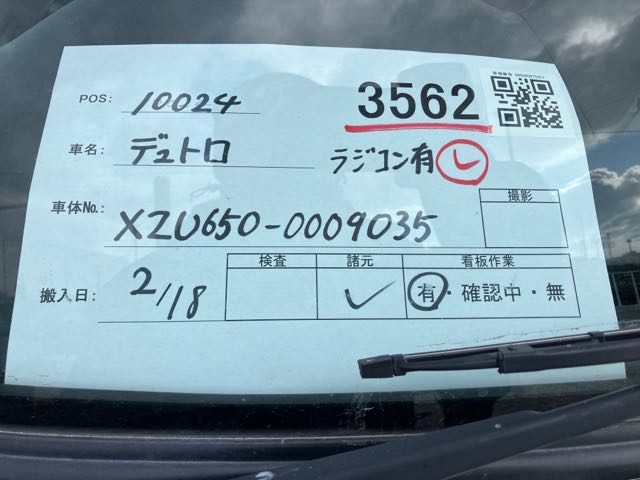 POS: 10024
3562
車名: デュトロ
ラジコン有 レ
車体No.: XZU650-0009035
撮影
搬入日: 2/18
検査 諸元 看板作業
✓ 有・確認中・無